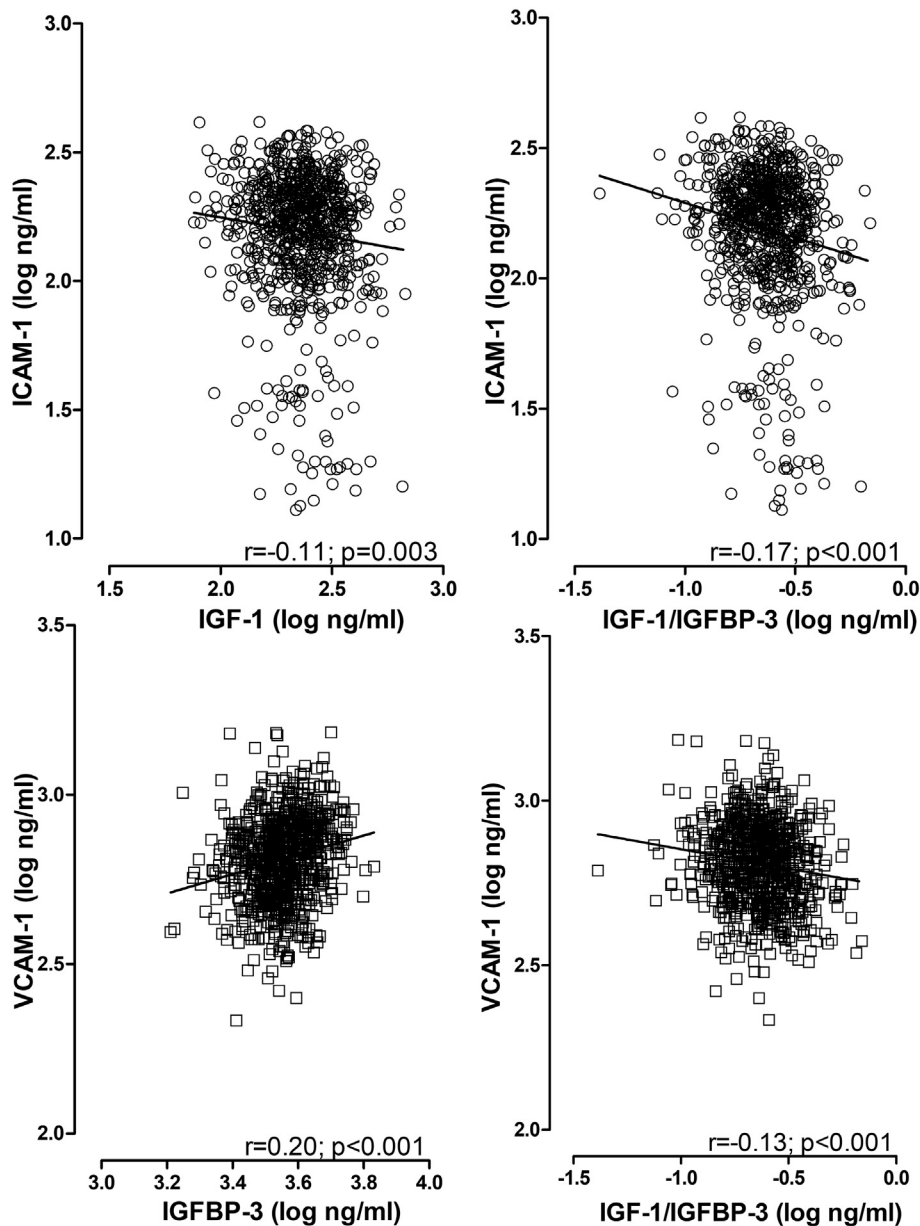 3.0
2.5
2.0
1.5
1.0
ICAM-1 (log ng/ml)
r=-0.11; p=0.003
1.5 2.0 2.5 3.0
IGF-1 (log ng/ml)
3.0
2.5
2.0
1.5
1.0
ICAM-1 (log ng/ml)
r=-0.17; p<0.001
-1.5 -1.0 -0.5 0.0
IGF-1/IGFBP-3 (log ng/ml)
3.5
3.0
2.5
2.0
VCAM-1 (log ng/ml)
r=0.20; p<0.001
3.0 3.2 3.4 3.6 3.8 4.0
IGFBP-3 (log ng/ml)
3.5
3.0
2.5
2.0
VCAM-1 (log ng/ml)
r=-0.13; p<0.001
-1.5 -1.0 -0.5 0.0
IGF-1/IGFBP-3 (log ng/ml)